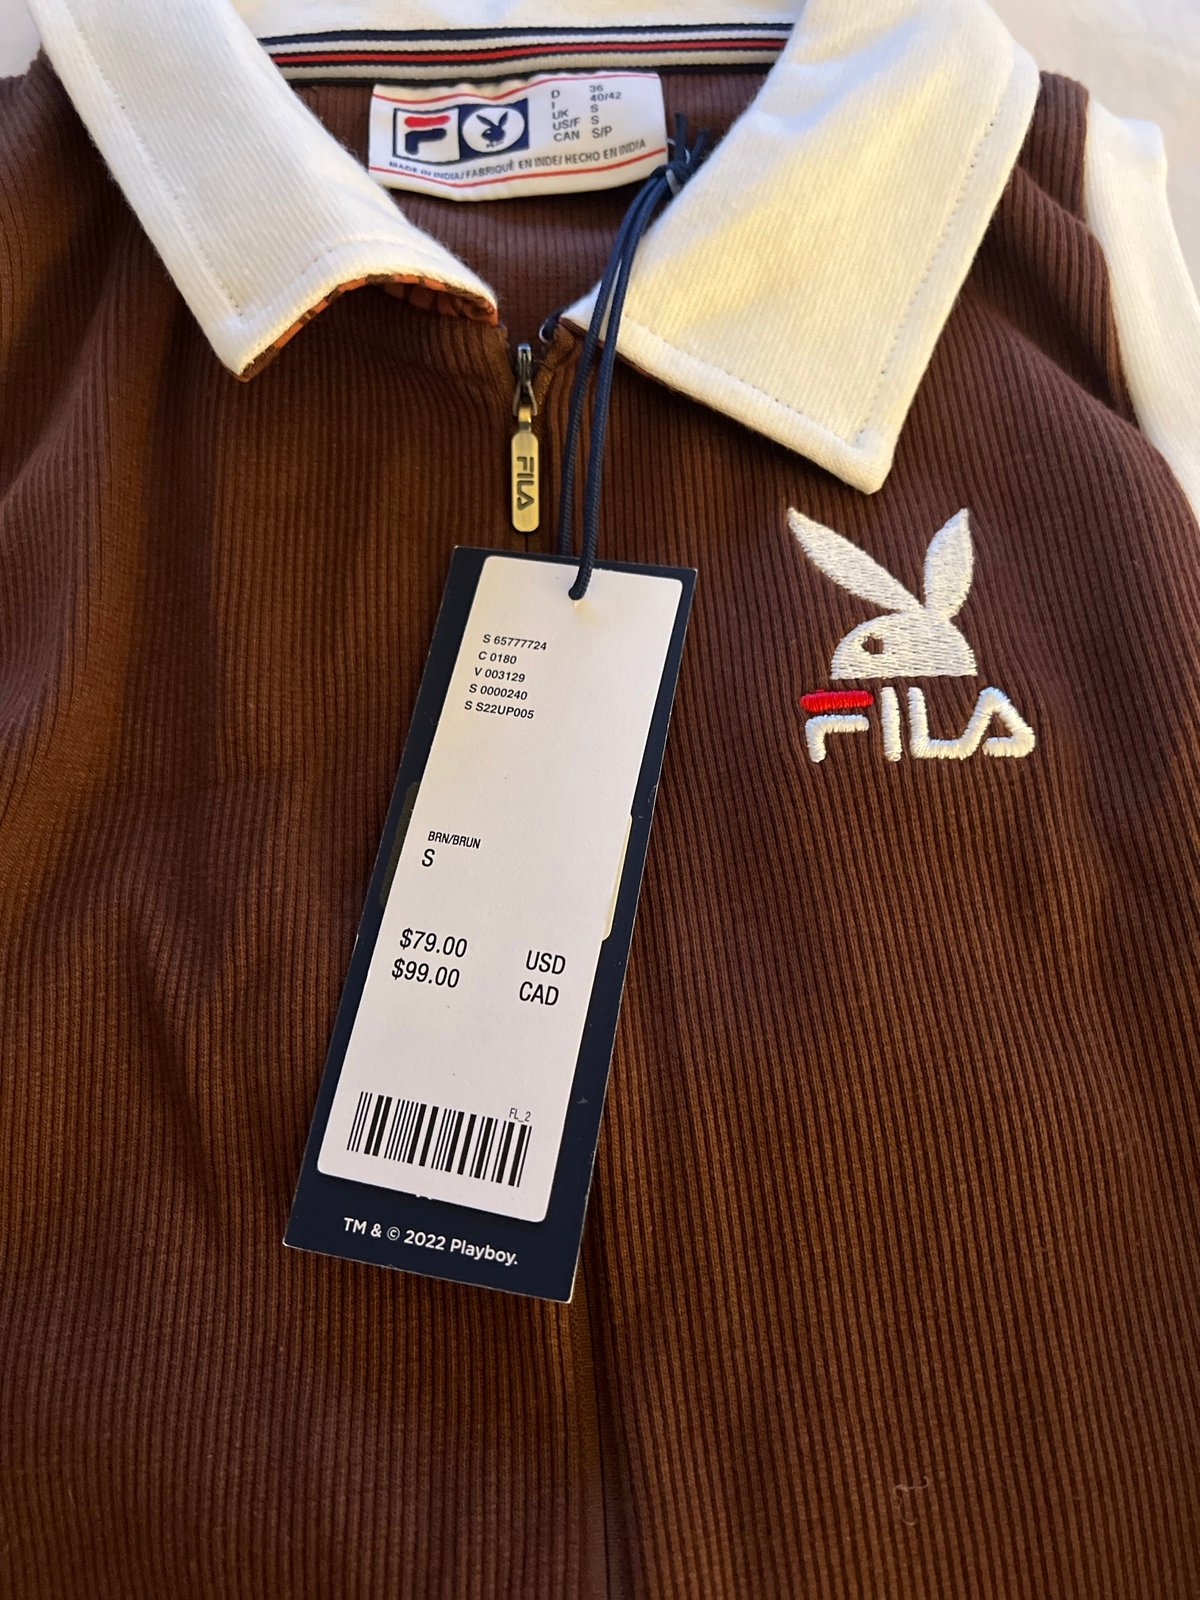 D 36
I 40/42
UK S
US/F S
CAN S/P
MADE IN INDIA/ FABRIQUÉ EN INDE/ HECHO EN INDIA
FILA
FILA
S 65777724
C 0180
V 003129
S 0000240
S S22UP005
BRN/BRUN
S
$79.00 USD
$99.00 CAD
FL_2
TM & © 2022 Playboy.